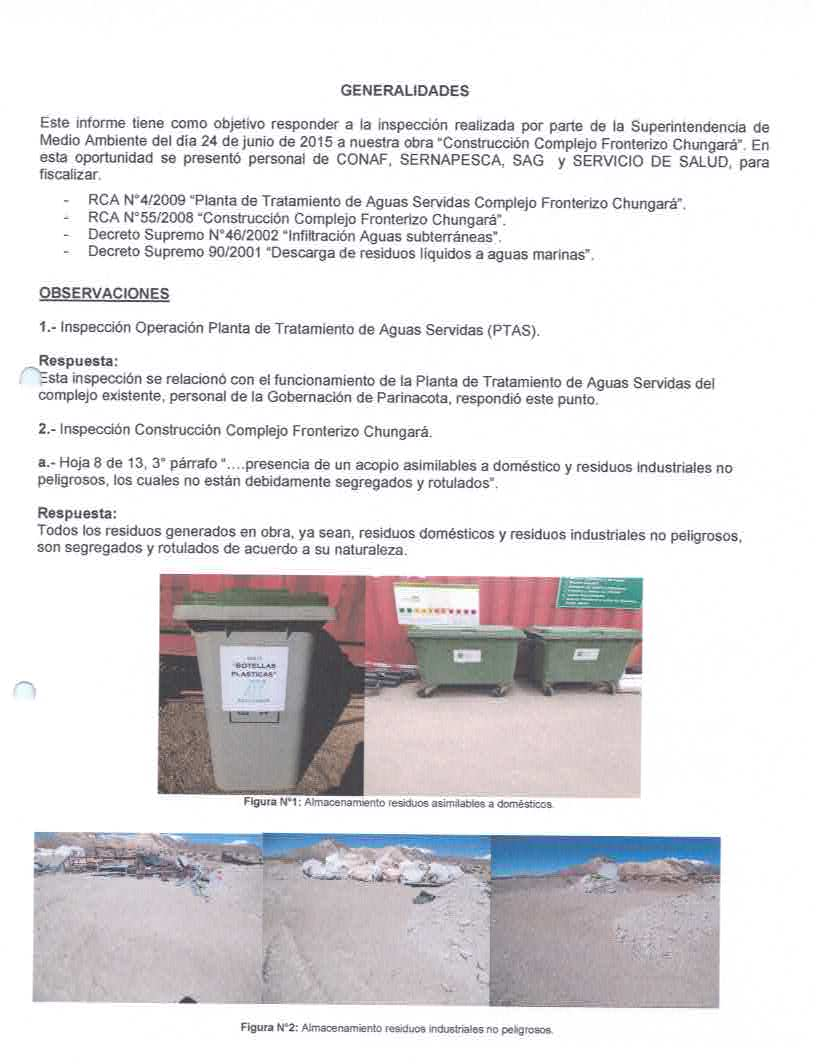 GENERALIDADES
Este informe tiene como objetivo responder a la inspección realizada por parte de la Superintendencia de
Medio Ambiente del día 24 de junio de 2015 a nuestra obra "Construcción Complejo Fronterizo Chungará". En
esta oportunidad se presentó personal de CONAF, SERNAPESCA, SAG y SERVICIO DE SALUD, para
fiscalizar.
- RCA N°4/2009 "Planta de Tratamiento de Aguas Servidas Complejo Fronterizo Chungará".
- RCA N°55/2008 "Construcción Complejo Fronterizo Chungará".
- Decreto Supremo N°46/2002 "Infiltración Aguas subterráneas".
- Decreto Supremo 90/2001 "Descarga de residuos líquidos a aguas marinas".
OBSERVACIONES
1.- Inspección Operación Planta de Tratamiento de Aguas Servidas (PTAS).
Respuesta:
Esta inspección se relacionó con el funcionamiento de la Planta de Tratamiento de Aguas Servidas del
complejo existente, personal de la Gobernación de Parinacota, respondió este punto.
2.- Inspección Construcción Complejo Fronterizo Chungará.
a.- Hoja 8 de 13, 3° párrafo "....presencia de un acopio asimilables a doméstico y residuos industriales no
peligrosos, los cuales no están debidamente segregados y rotulados".
Respuesta:
Todos los residuos generados en obra, ya sean, residuos domésticos y residuos industriales no peligrosos,
son segregados y rotulados de acuerdo a su naturaleza.
"BOTELLAS
PLASTICAS"
Figura N°1: Almacenamiento residuos asimilables a domésticos.
Figura N°2: Almacenamiento residuos industriales no peligrosos.